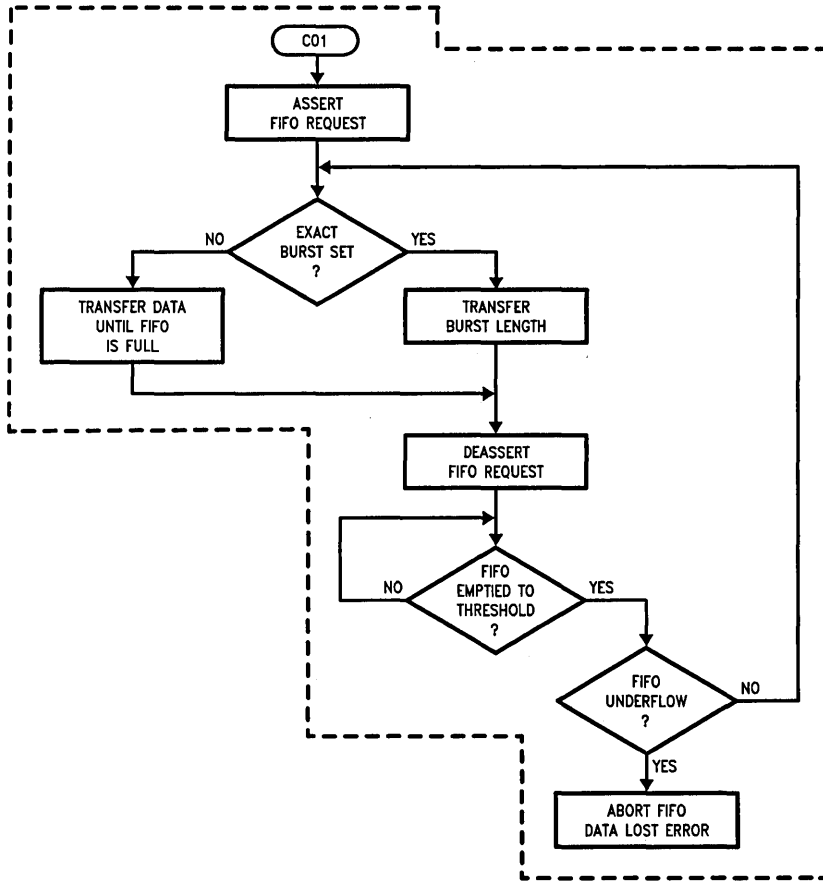 C01
ASSERT
FIFO REQUEST
EXACT
BURST SET
?
NO
YES
TRANSFER DATA
UNTIL FIFO
IS FULL
TRANSFER
BURST LENGTH
DEASSERT
FIFO REQUEST
FIFO
EMPTIED TO
THRESHOLD
?
NO
YES
FIFO
UNDERFLOW
?
NO
YES
ABORT FIFO
DATA LOST ERROR